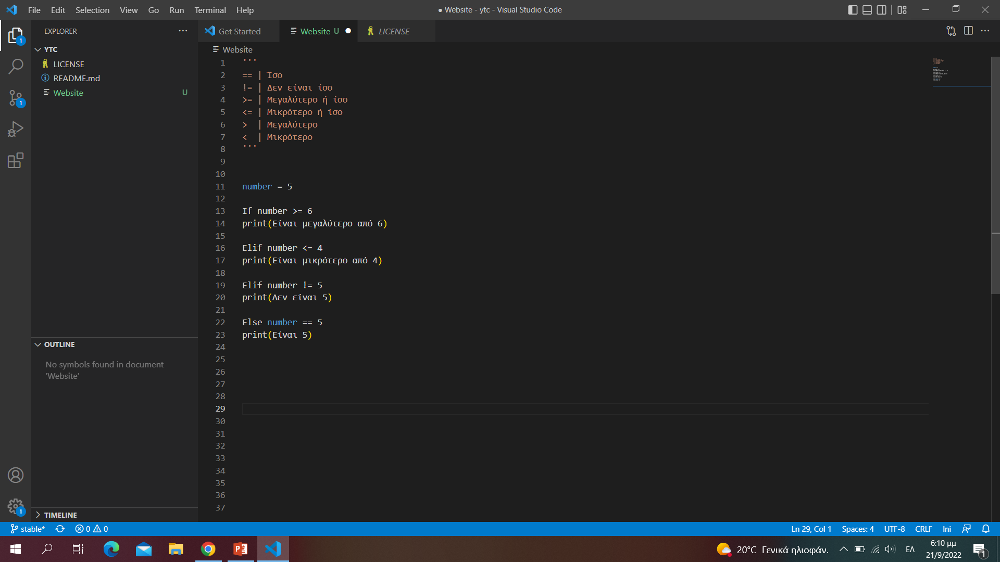 File Edit Selection View Go Run Terminal Help
● Website - ytc - Visual Studio Code
EXPLORER
YTC
LICENSE
README.md
Website U
OUTLINE
No symbols found in document
'Website'
TIMELINE
Get Started
Website U
LICENSE
Website
1 '''
2 == | Ίσο
3 != | Δεν είναι ίσο
4 >= | Μεγαλύτερο ή ίσο
5 <= | Μικρότερο ή ίσο
6 >  | Μεγαλύτερο
7 <  | Μικρότερο
8 '''
9
10
11 number = 5
12
13 If number >= 6
14 print(Είναι μεγαλύτερο από 6)
15
16 Elif number <= 4
17 print(Είναι μικρότερο από 4)
18
19 Elif number != 5
20 print(Δεν είναι 5)
21
22 Else number == 5
23 print(Είναι 5)
24
25
26
27
28
29
30
31
32
33
34
35
36
37
1
1
1
stable* 0 0
Ln 29, Col 1 Spaces: 4 UTF-8 CRLF Ini
20°C Γενικά ηλιοφάν. ΕΛ
6:10 μμ
21/9/2022
1